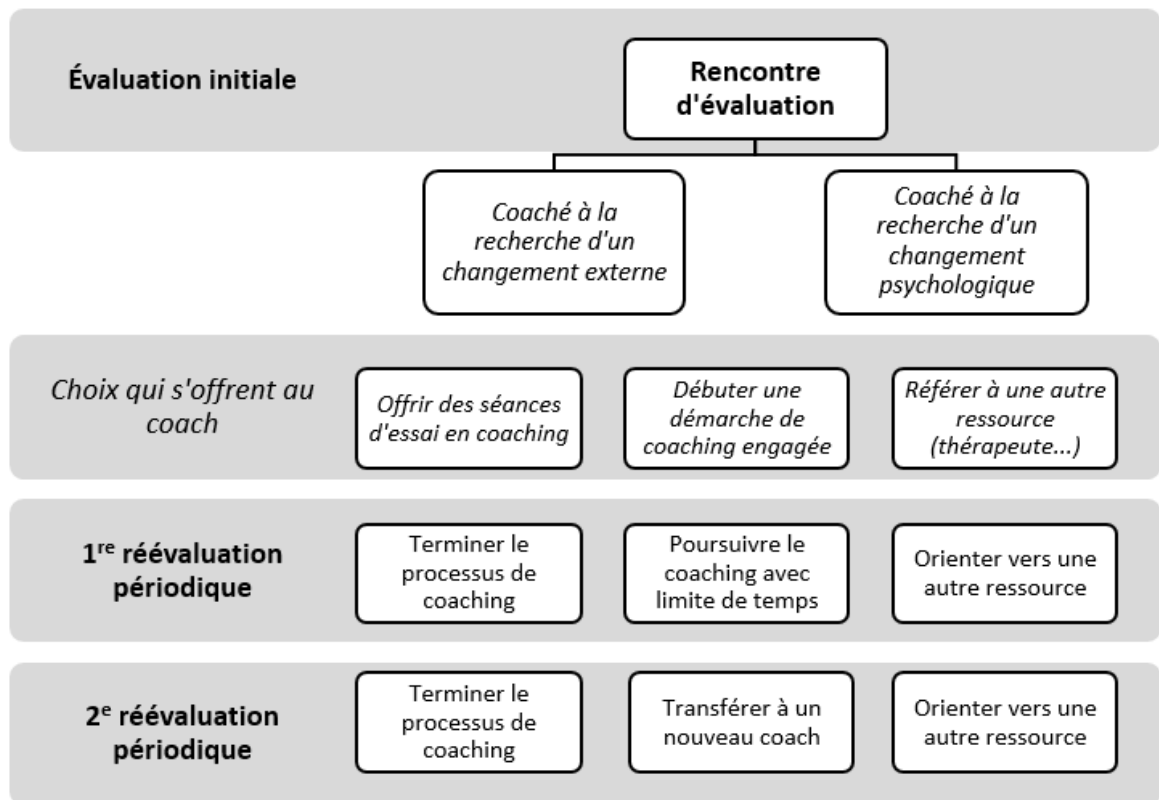 Évaluation initiale
Rencontre
d'évaluation
Coaché à la
recherche d'un
changement externe
Coaché à la
recherche d'un
changement
psychologique
Choix qui s'offrent au
coach
Offrir des séances
d'essai en coaching
Débuter une
démarche de
coaching engagée
Référer à une autre
ressource
(thérapeute...)
1re réévaluation
périodique
Terminer le
processus de
coaching
Poursuivre le
coaching avec
limite de temps
Orienter vers une
autre ressource
2e réévaluation
périodique
Terminer le
processus de
coaching
Transférer à un
nouveau coach
Orienter vers une
autre ressource